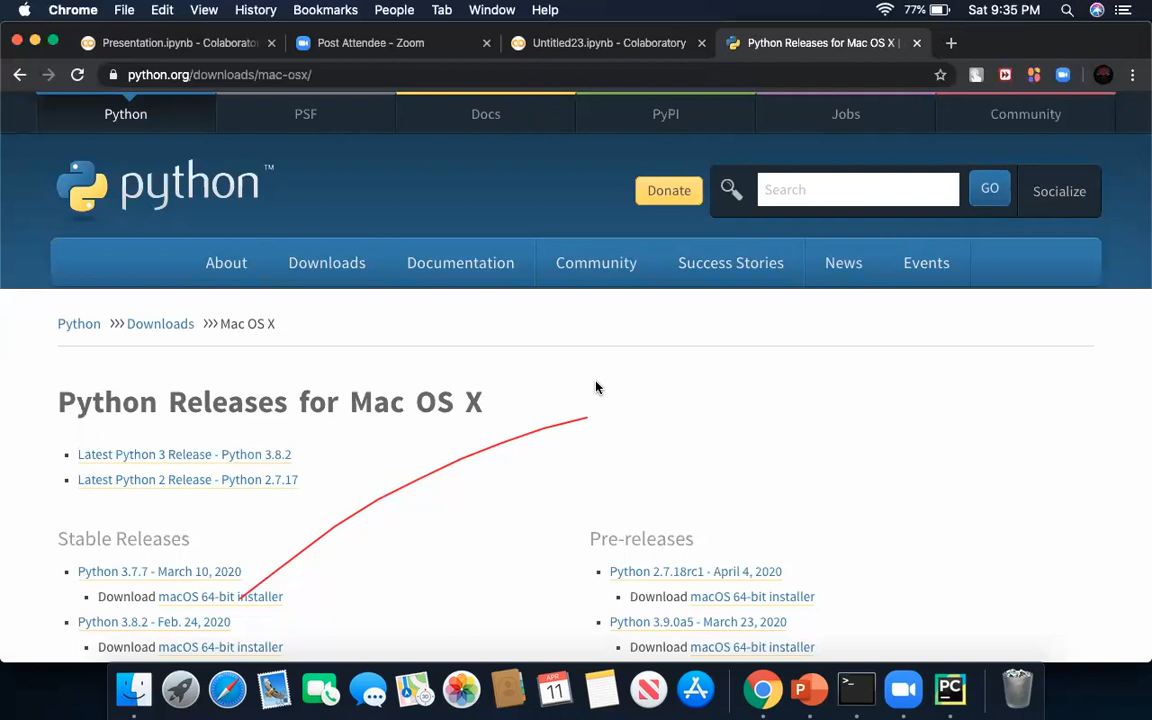 Chrome File Edit View History Bookmarks People Tab Window Help 77% Sat 9:35 PM
Presentation.ipynb - Colaborato Post Attendee - Zoom Untitled23.ipynb - Colaboratory Python Releases for Mac OS X |
python.org/downloads/mac-osx/
Python PSF Docs PyPI Jobs Community
python™ Donate Search GO Socialize
About Downloads Documentation Community Success Stories News Events
Python >>> Downloads >>> Mac OS X
Python Releases for Mac OS X
Latest Python 3 Release - Python 3.8.2
Latest Python 2 Release - Python 2.7.17
Stable Releases
Python 3.7.7 - March 10, 2020
Download macOS 64-bit installer
Python 3.8.2 - Feb. 24, 2020
Download macOS 64-bit installer
Pre-releases
Python 2.7.18rc1 - April 4, 2020
Download macOS 64-bit installer
Python 3.9.0a5 - March 23, 2020
Download macOS 64-bit installer
APR
11
P
>_
PC